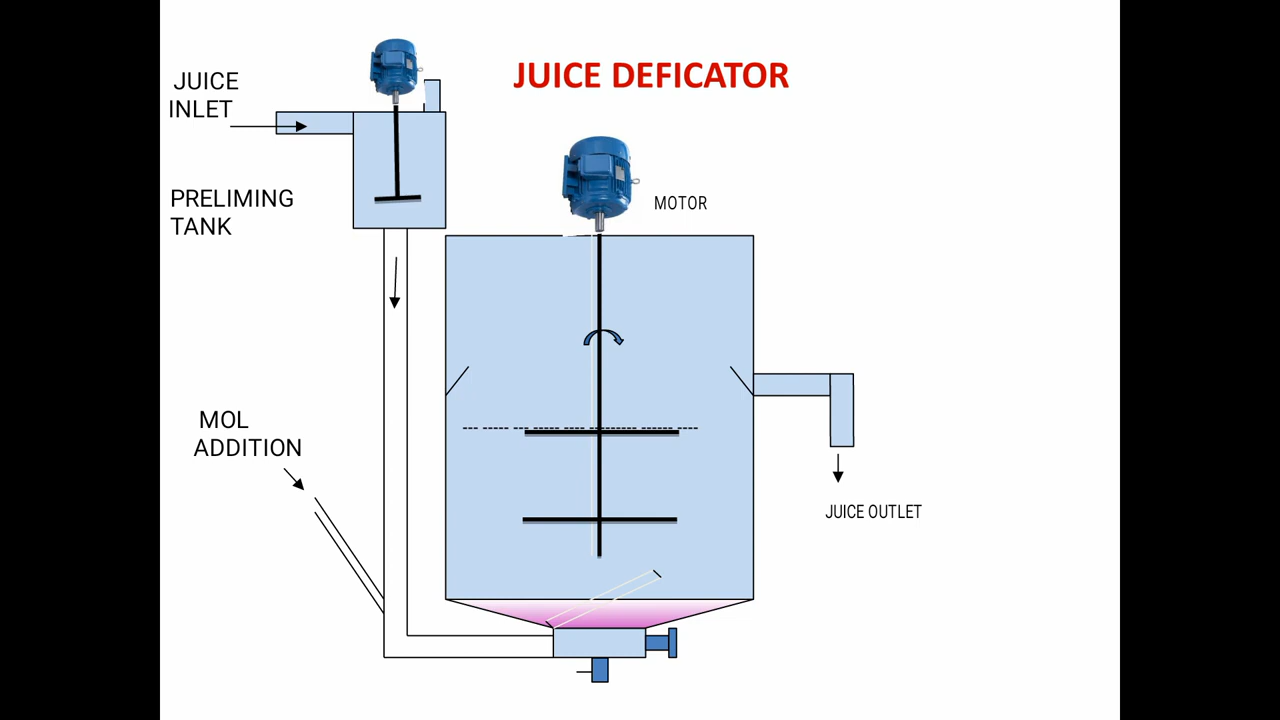 JUICE DEFICATOR
JUICE
INLET
PRELIMING
TANK
MOTOR
MOL
ADDITION
JUICE OUTLET